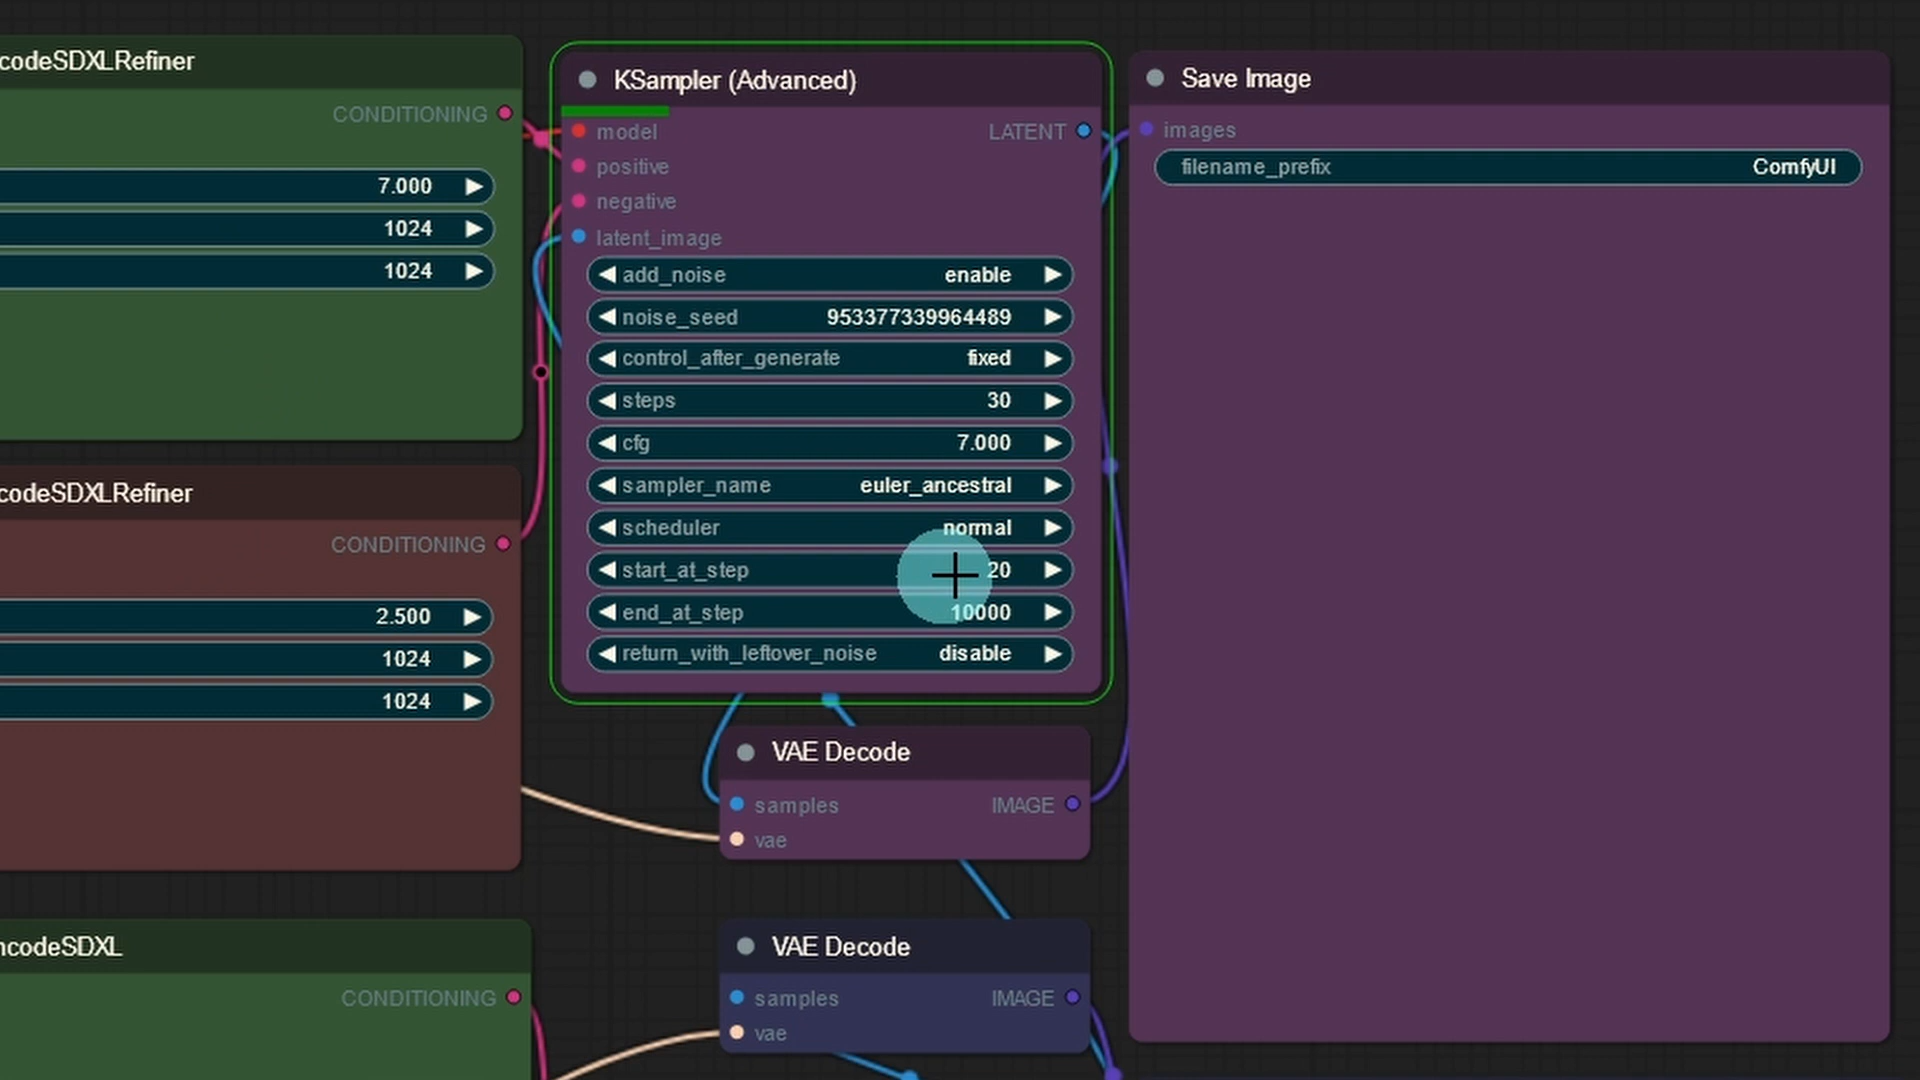 codeSDXLRefiner
CONDITIONING
7.000
1024
1024
codeSDXLRefiner
CONDITIONING
2.500
1024
1024
ncodeSDXL
CONDITIONING
KSampler (Advanced)
model LATENT
positive
negative
latent_image
add_noise enable
noise_seed 953377339964489
control_after_generate fixed
steps 30
cfg 7.000
sampler_name euler_ancestral
scheduler normal
start_at_step 20
end_at_step 10000
return_with_leftover_noise disable
VAE Decode
samples IMAGE
vae
VAE Decode
samples IMAGE
vae
Save Image
images
filename_prefix ComfyUI